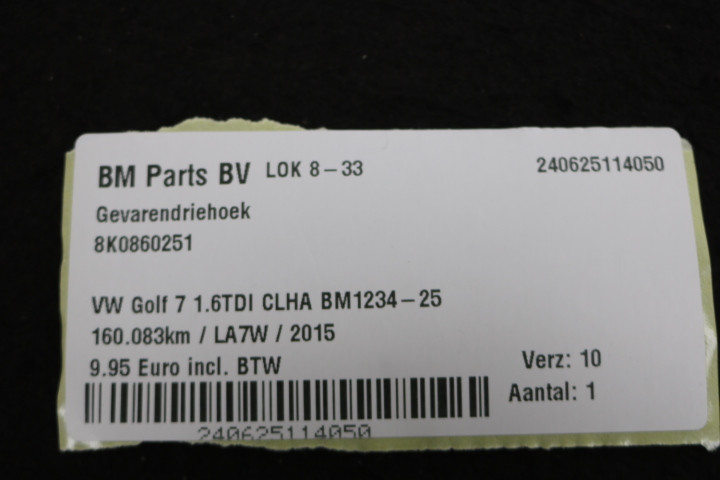 BM Parts BV LOK 8-33 240625114050
Gevarendriehoek
8K0860251
VW Golf 7 1.6TDI CLHA BM1234-25
160.083km / LA7W / 2015
9.95 Euro incl. BTW Verz: 10
Aantal: 1
240625114050